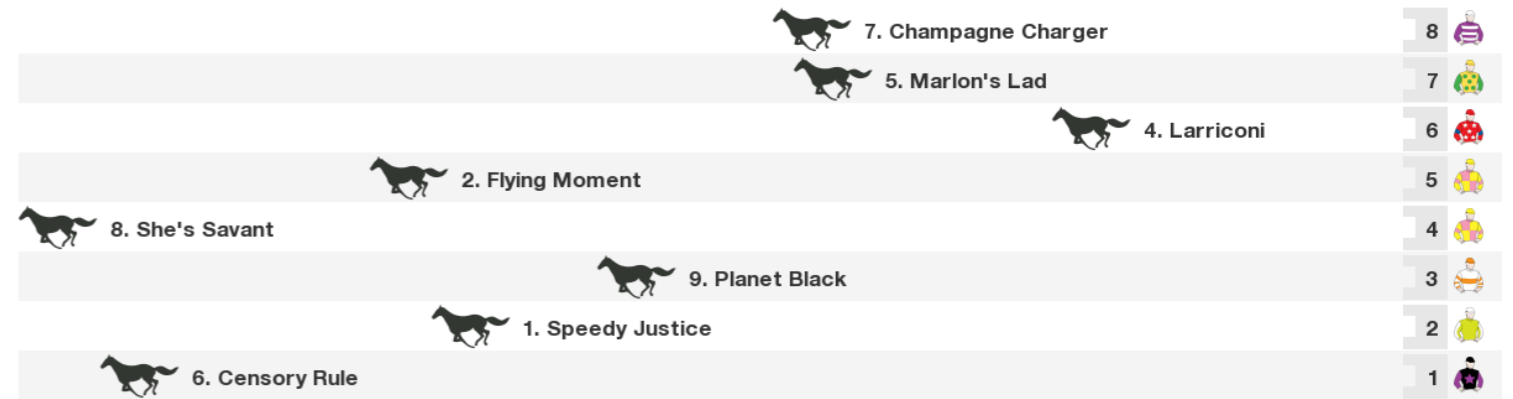 7. Champagne Charger 8
5. Marlon's Lad 7
4. Larriconi 6
2. Flying Moment 5
8. She's Savant 4
9. Planet Black 3
1. Speedy Justice 2
6. Censory Rule 1